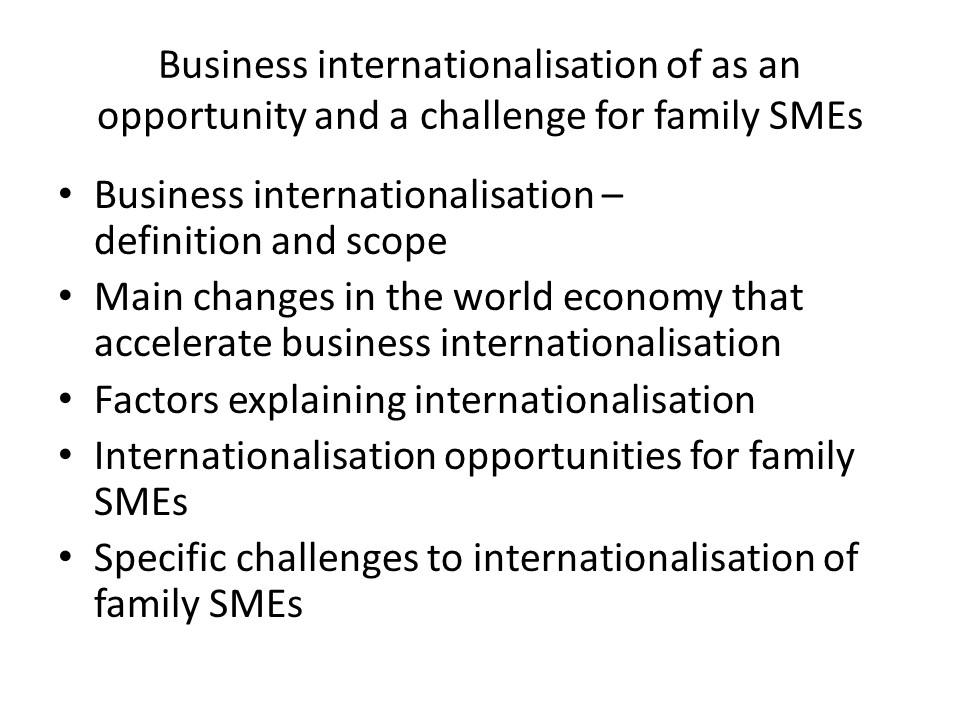 Business internationalisation of as an
opportunity and a challenge for family SMEs
• Business internationalisation –
definition and scope
• Main changes in the world economy that
accelerate business internationalisation
• Factors explaining internationalisation
• Internationalisation opportunities for family
SMEs
• Specific challenges to internationalisation of
family SMEs